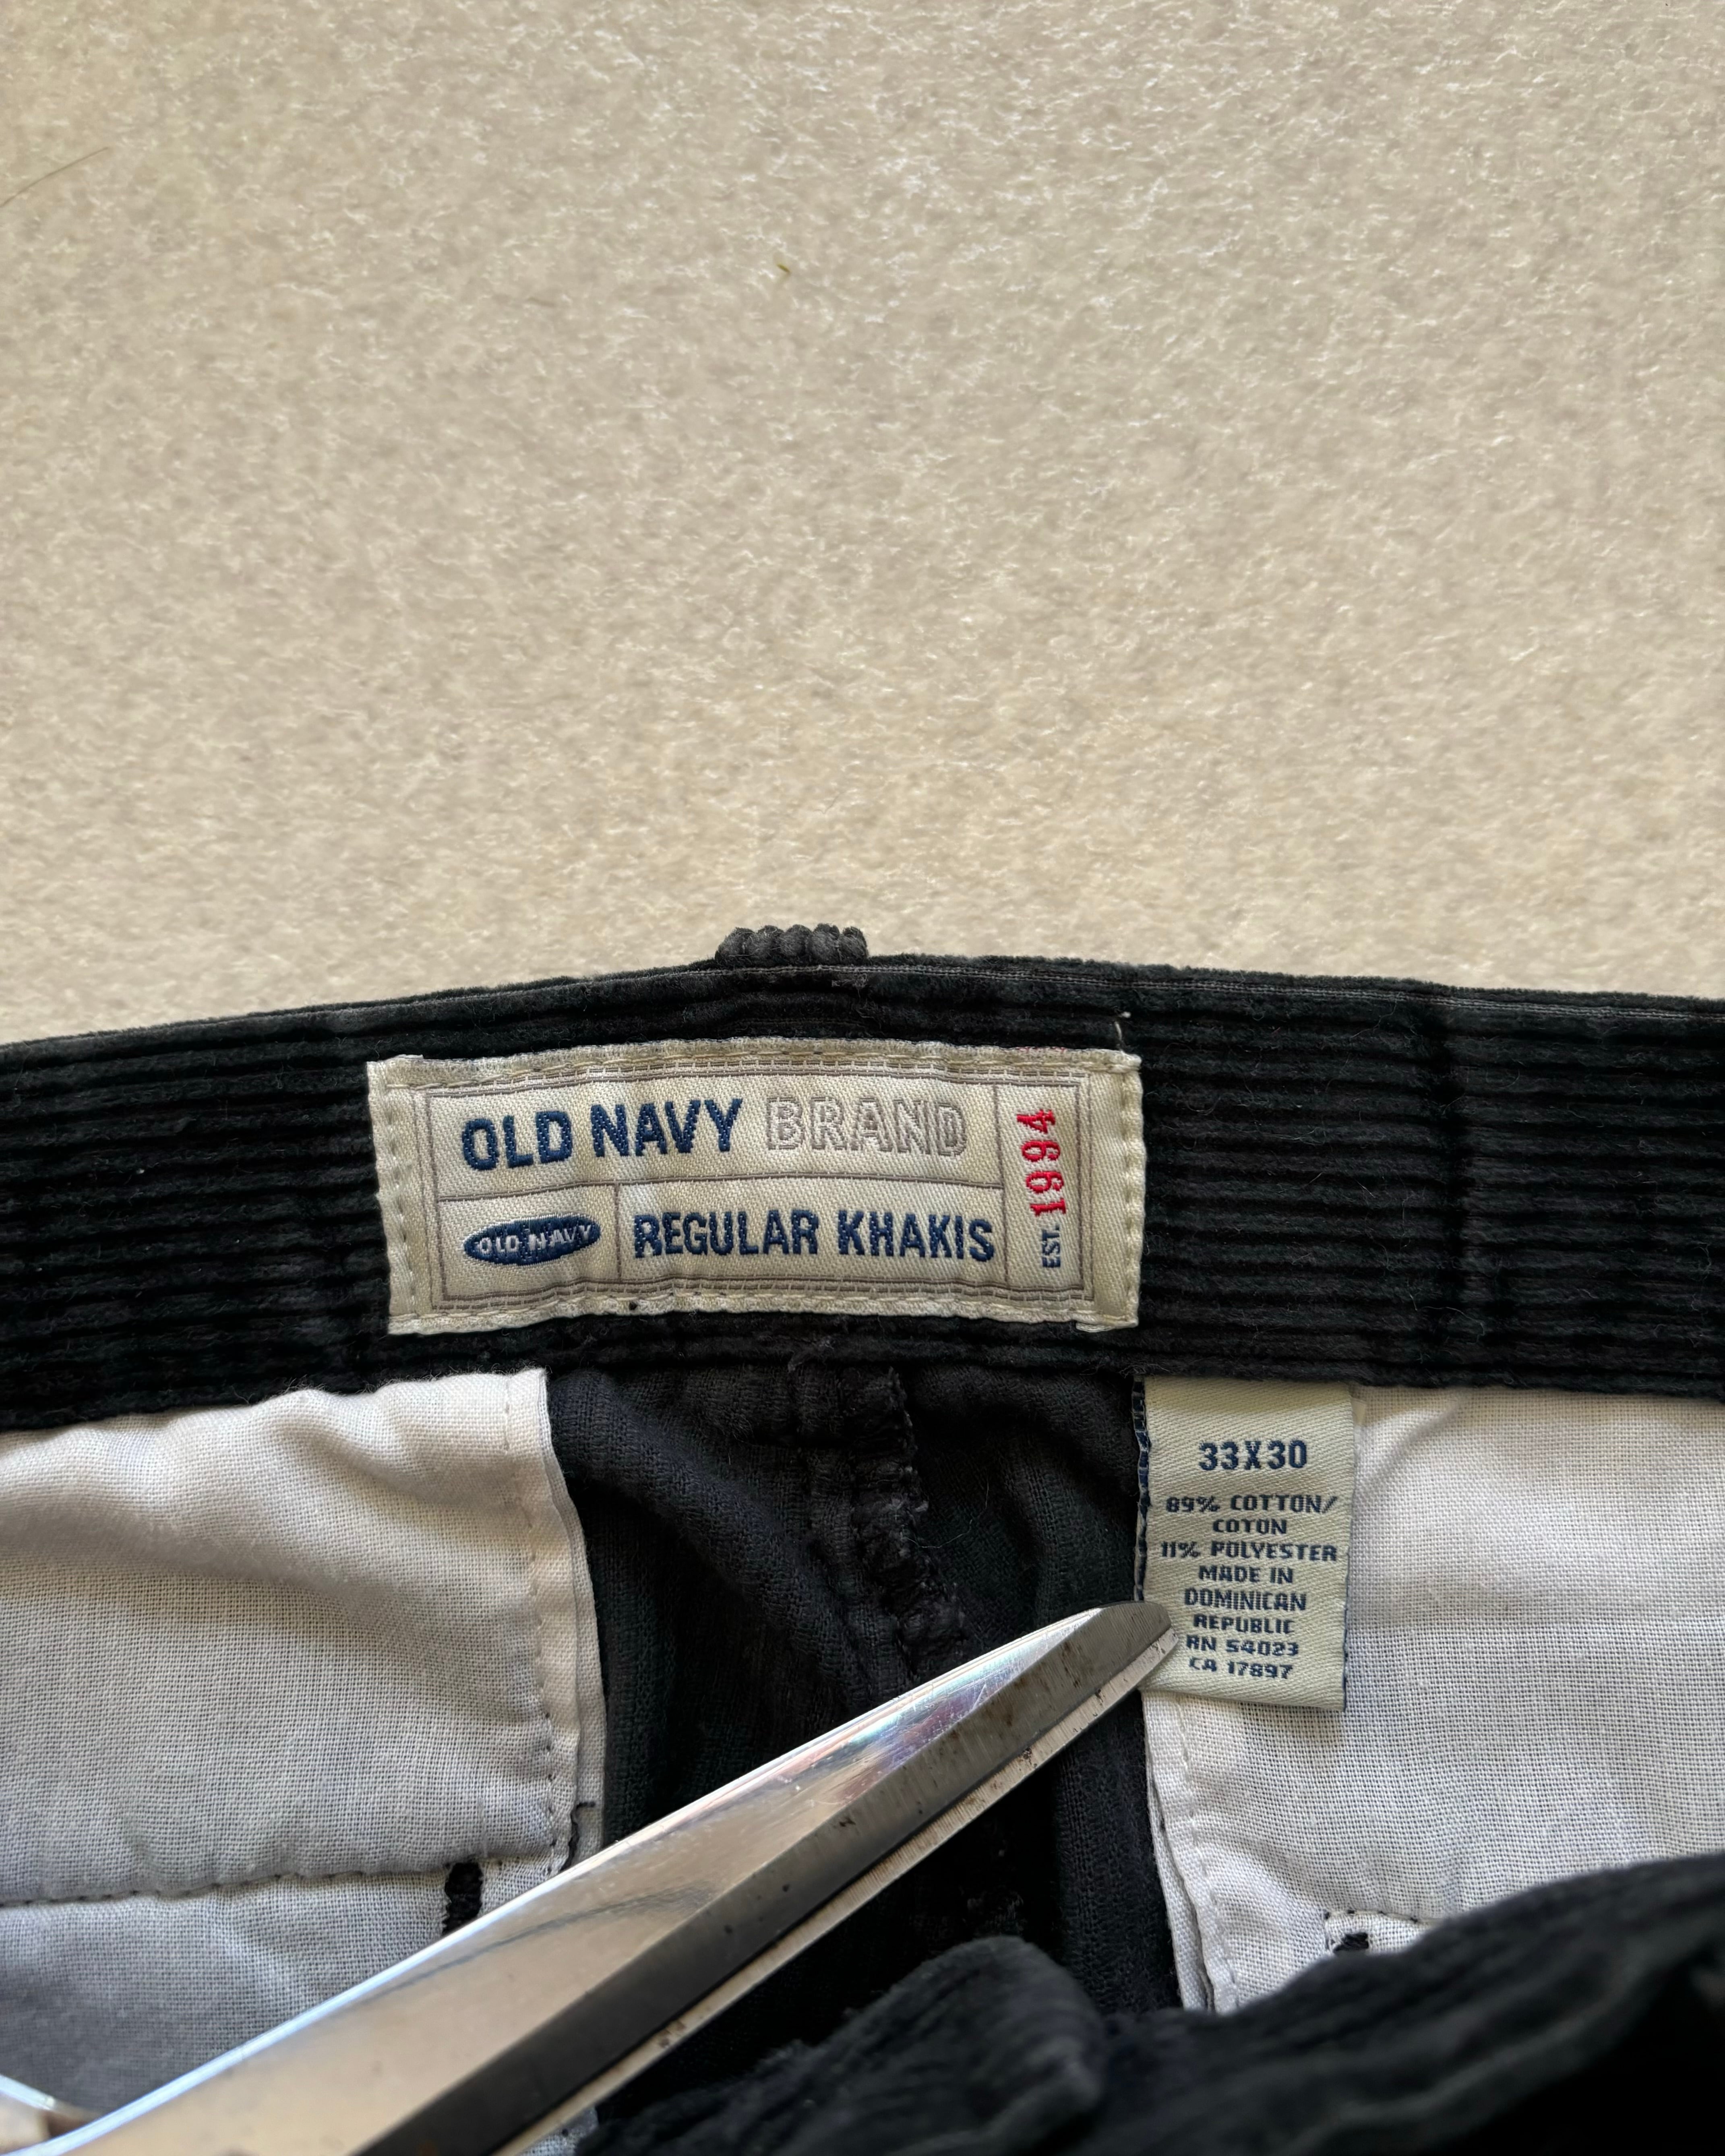 OLD NAVY BRAND
OLD NAVY
REGULAR KHAKIS
EST. 1994
33X30
89% COTTON/
COTON
11% POLYESTER
MADE IN
DOMINICAN
REPUBLIC
RN 54023
CA 17897